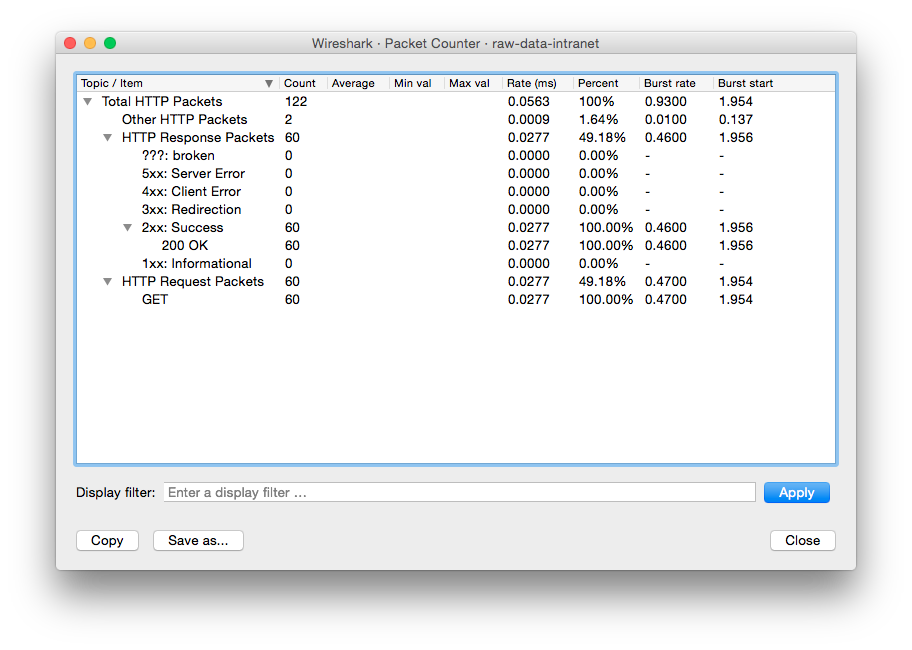 Wireshark · Packet Counter · raw-data-intranet
Topic / Item Count Average Min val Max val Rate (ms) Percent Burst rate Burst start
Total HTTP Packets 122 0.0563 100% 0.9300 1.954
Other HTTP Packets 2 0.0009 1.64% 0.0100 0.137
HTTP Response Packets 60 0.0277 49.18% 0.4600 1.956
???: broken 0 0.0000 0.00% - -
5xx: Server Error 0 0.0000 0.00% - -
4xx: Client Error 0 0.0000 0.00% - -
3xx: Redirection 0 0.0000 0.00% - -
2xx: Success 60 0.0277 100.00% 0.4600 1.956
200 OK 60 0.0277 100.00% 0.4600 1.956
1xx: Informational 0 0.0000 0.00% - -
HTTP Request Packets 60 0.0277 49.18% 0.4700 1.954
GET 60 0.0277 100.00% 0.4700 1.954
Display filter: Enter a display filter … Apply
Copy Save as... Close